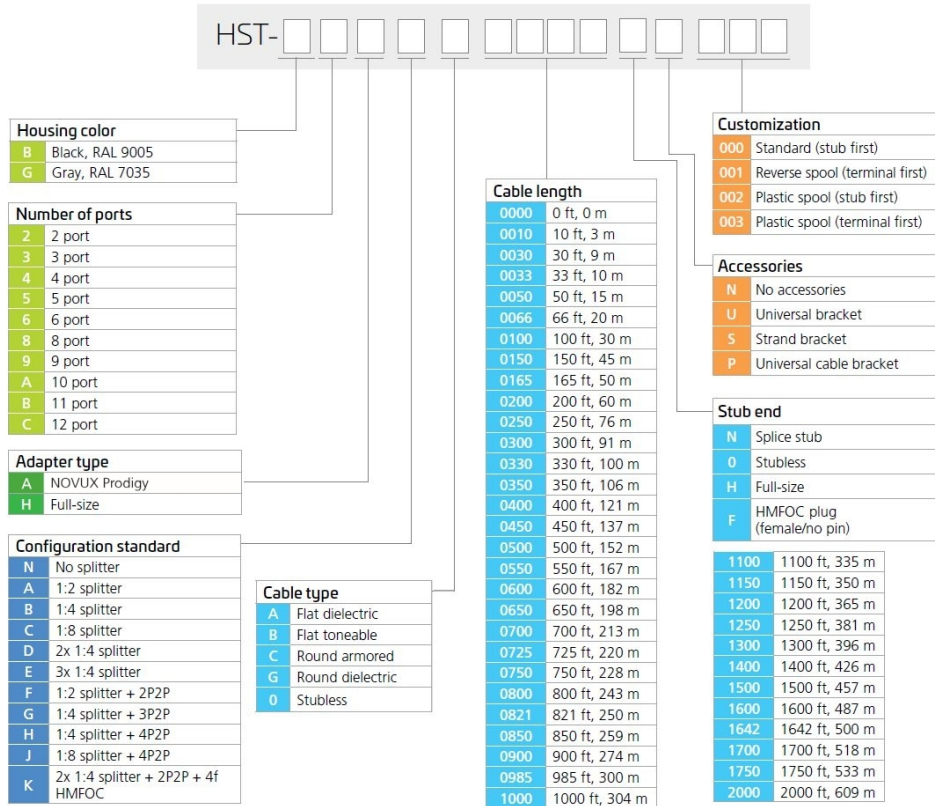 HST-
Housing color
B Black, RAL 9005
G Gray, RAL 7035
Number of ports
2 2 port
3 3 port
4 4 port
5 5 port
6 6 port
8 8 port
9 9 port
A 10 port
B 11 port
C 12 port
Adapter type
A NOVUX Prodigy
H Full-size
Configuration standard
N No splitter
A 1:2 splitter
B 1:4 splitter
C 1:8 splitter
D 2x 1:4 splitter
E 3x 1:4 splitter
F 1:2 splitter + 2P2P
G 1:4 splitter + 3P2P
H 1:4 splitter + 4P2P
J 1:8 splitter + 4P2P
K 2x 1:4 splitter + 2P2P + 4f
HMFOC
Cable type
A Flat dielectric
B Flat toneable
C Round armored
G Round dielectric
0 Stubless
Cable length
0000 0 ft, 0 m
0010 10 ft, 3 m
0030 30 ft, 9 m
0033 33 ft, 10 m
0050 50 ft, 15 m
0066 66 ft, 20 m
0100 100 ft, 30 m
0150 150 ft, 45 m
0165 165 ft, 50 m
0200 200 ft, 60 m
0250 250 ft, 76 m
0300 300 ft, 91 m
0330 330 ft, 100 m
0350 350 ft, 106 m
0400 400 ft, 121 m
0450 450 ft, 137 m
0500 500 ft, 152 m
0550 550 ft, 167 m
0600 600 ft, 182 m
0650 650 ft, 198 m
0700 700 ft, 213 m
0725 725 ft, 220 m
0750 750 ft, 228 m
0800 800 ft, 243 m
0821 821 ft, 250 m
0850 850 ft, 259 m
0900 900 ft, 274 m
0985 985 ft, 300 m
1000 1000 ft, 304 m
Customization
000 Standard (stub first)
001 Reverse spool (terminal first)
002 Plastic spool (stub first)
003 Plastic spool (terminal first)
Accessories
N No accessories
U Universal bracket
S Strand bracket
P Universal cable bracket
Stub end
N Splice stub
0 Stubless
H Full-size
F HMFOC plug
(female/no pin)
1100 1100 ft, 335 m
1150 1150 ft, 350 m
1200 1200 ft, 365 m
1250 1250 ft, 381 m
1300 1300 ft, 396 m
1400 1400 ft, 426 m
1500 1500 ft, 457 m
1600 1600 ft, 487 m
1642 1642 ft, 500 m
1700 1700 ft, 518 m
1750 1750 ft, 533 m
2000 2000 ft, 609 m